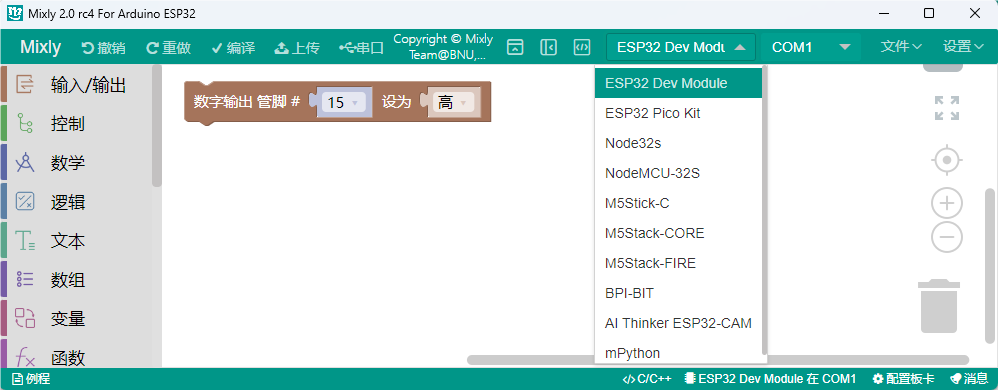 Mixly 2.0 rc4 For Arduino ESP32
Mixly 撤销 重做 编译 上传 串口 Copyright © Mixly Team@BNU,... ESP32 Dev Modu COM1 文件 设置
输入/输出
控制
数学
逻辑
文本
数组
变量
函数
数字输出 管脚 # 15 设为 高
ESP32 Dev Module
ESP32 Pico Kit
Node32s
NodeMCU-32S
M5Stick-C
M5Stack-CORE
M5Stack-FIRE
BPI-BIT
AI Thinker ESP32-CAM
mPython
例程 C/C++ ESP32 Dev Module 在 COM1 配置板卡 消息